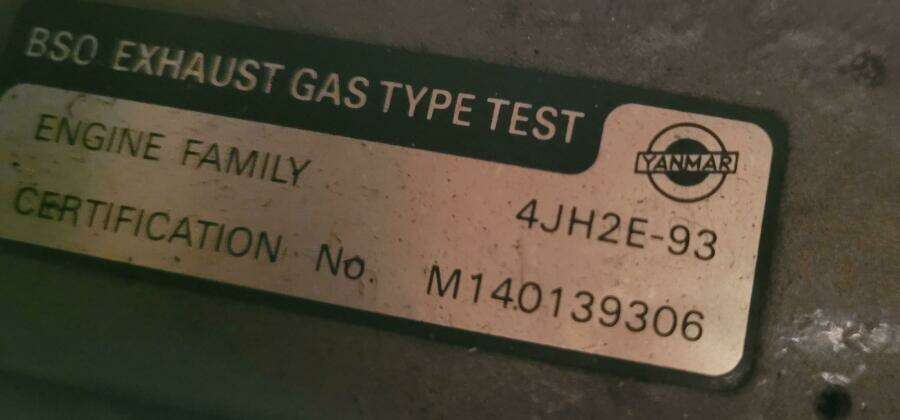 BSO EXHAUST GAS TYPE TEST
YANMAR
ENGINE FAMILY 4JH2E-93
CERTIFICATION No. M140139306